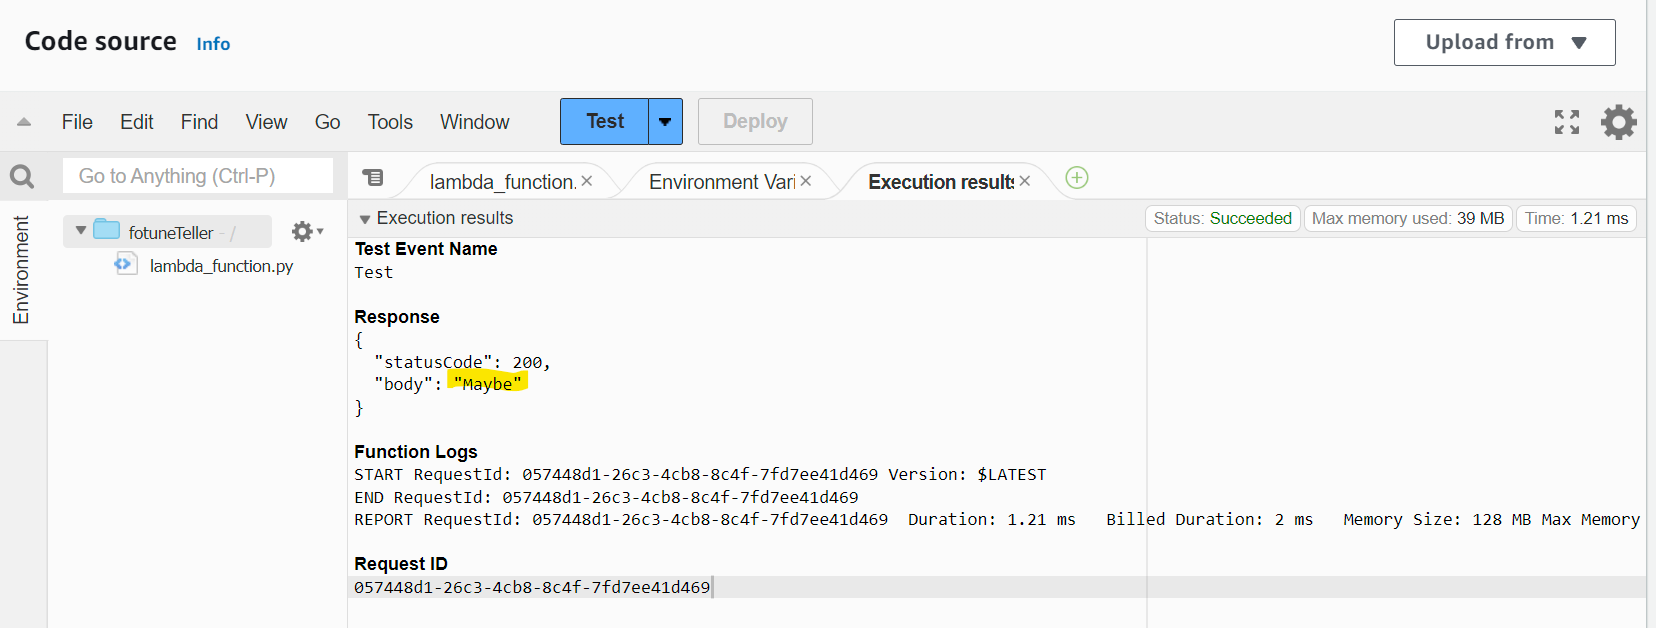 Code source Info
Upload from
File Edit Find View Go Tools Window Test Deploy
Go to Anything (Ctrl-P)
lambda_function. Environment Vari Execution results
Environment
fotuneTeller - /
lambda_function.py
Execution results
Status: Succeeded Max memory used: 39 MB Time: 1.21 ms
Test Event Name
Test
Response
{
"statusCode": 200,
"body": "Maybe"
}
Function Logs
START RequestId: 057448d1-26c3-4cb8-8c4f-7fd7ee41d469 Version: $LATEST
END RequestId: 057448d1-26c3-4cb8-8c4f-7fd7ee41d469
REPORT RequestId: 057448d1-26c3-4cb8-8c4f-7fd7ee41d469 Duration: 1.21 ms Billed Duration: 2 ms Memory Size: 128 MB Max Memory
Request ID
057448d1-26c3-4cb8-8c4f-7fd7ee41d469